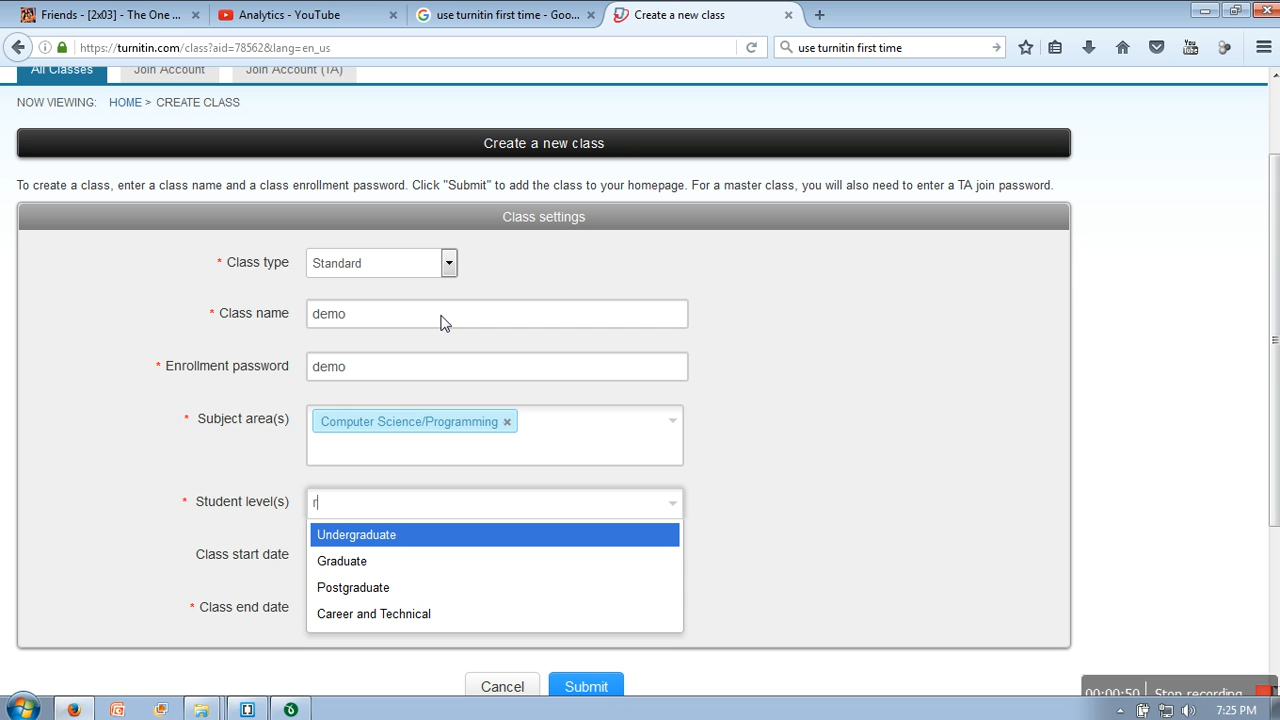 Friends - [2x03] - The One ...
Analytics - YouTube
use turnitin first time - Goo...
Create a new class
https://turnitin.com/class?aid=78562&lang=en_us
use turnitin first time
All Classes
Join Account
Join Account (TA)
NOW VIEWING: HOME > CREATE CLASS
Create a new class
To create a class, enter a class name and a class enrollment password. Click "Submit" to add the class to your homepage. For a master class, you will also need to enter a TA join password.
Class settings
* Class type Standard
* Class name demo
* Enrollment password demo
* Subject area(s) Computer Science/Programming ×
* Student level(s) r
Undergraduate
Class start date
Graduate
Postgraduate
* Class end date
Career and Technical
Cancel Submit
00:00:50 Stop recording
7:25 PM